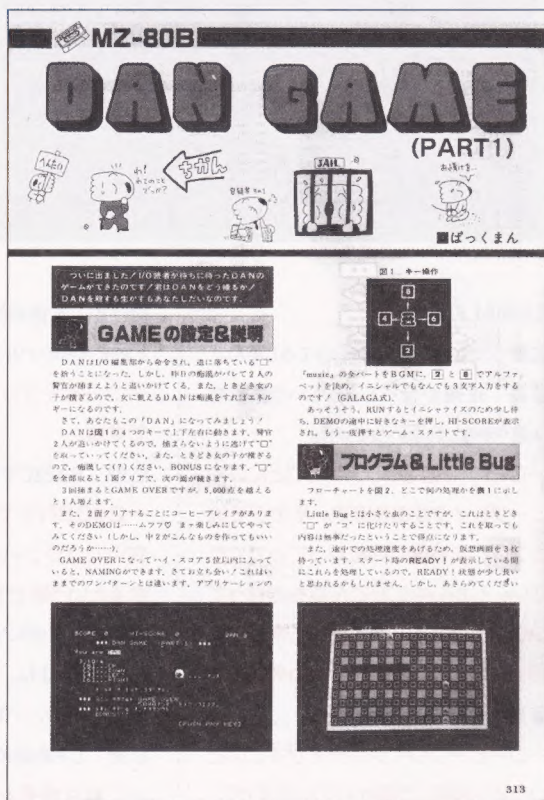 MZ-80B
DAN GAME
(PART1)
へんたい
わ!
わてのこと
でっか?
ちかん
JAIL
お情けを…
■ばっくまん
ついに出ました!I/O読者が待ちに待ったDANの
ゲームができたのです!君はDANをどう操るか!
DANを殺すも生かすもあなたしだいなのです。
GAMEの設定&説明
DANはI/O編集部から命令され、道に落ちている"□"
を拾うことになった。しかし、昨日の痴漢がバレて2人の
警官が捕まえようと追いかけてくる。また、ときどき女の
子が横ぎるので、女に飢えるDANは痴漢をすればエネル
ギーになるのです。
さて、あなたもこの「DAN」になってみましょう!
DANは図1の4つのキーで上下左右に動きます。警官
2人が追いかけてくるので、捕まらないように逃げて"□"
を取っていってください。また、ときどき女の子が横ぎる
ので、痴漢して(?)ください。BONUSになります。"□"
を全部取ると1面クリアで、次の面が続きます。
3回捕まるとGAME OVERですが、5,000点を越える
と1人増えます。
また、2面クリアするごとにコーヒーブレイクがありま
す。そのDEMOは……ムフフ♡ まァ楽しみにしてやって
みてください!しかし、中2がこんなものを作ってもいい
のだろうか……)。
GAME OVERになってハイ・スコア5位以内に入って
いると、NAMINGができます。さてお立ち会い!これはい
ままでのワンパターンとは違います。アプリケーションの
図1 キー操作
8
4
6
2
『music』の全パートをBGMに、2と8でアルファ
ベットを決め、イニシャルでもなんでも3文字入力をする
のです!(GALAGA式)。
あっそうそう、RUNするとイニシャライズのため少し待
ち、DEMOの途中に好きなキーを押し、HI-SCOREが表示
され、もう一度押すとゲーム・スタートです。
プログラム&Little Bug
フローチャートを図2、どこで何の処理かを表1に示し
ます。
Little Bugとは小さな虫のことですが、これはときどき
"□"が"コ"に化けたりすることです。これを取っても
内容は無事だったということで得点になります。
また、途中での処理速度をあげるため、仮想画面を3枚
持っています。スタート時のREADY!が表示している間
にこれらを処理しているので、READY!状態が少し長い
と思われるかもしれません。しかし、あきらめてください
SCORE 0 HI-SCORE 0
You are
313